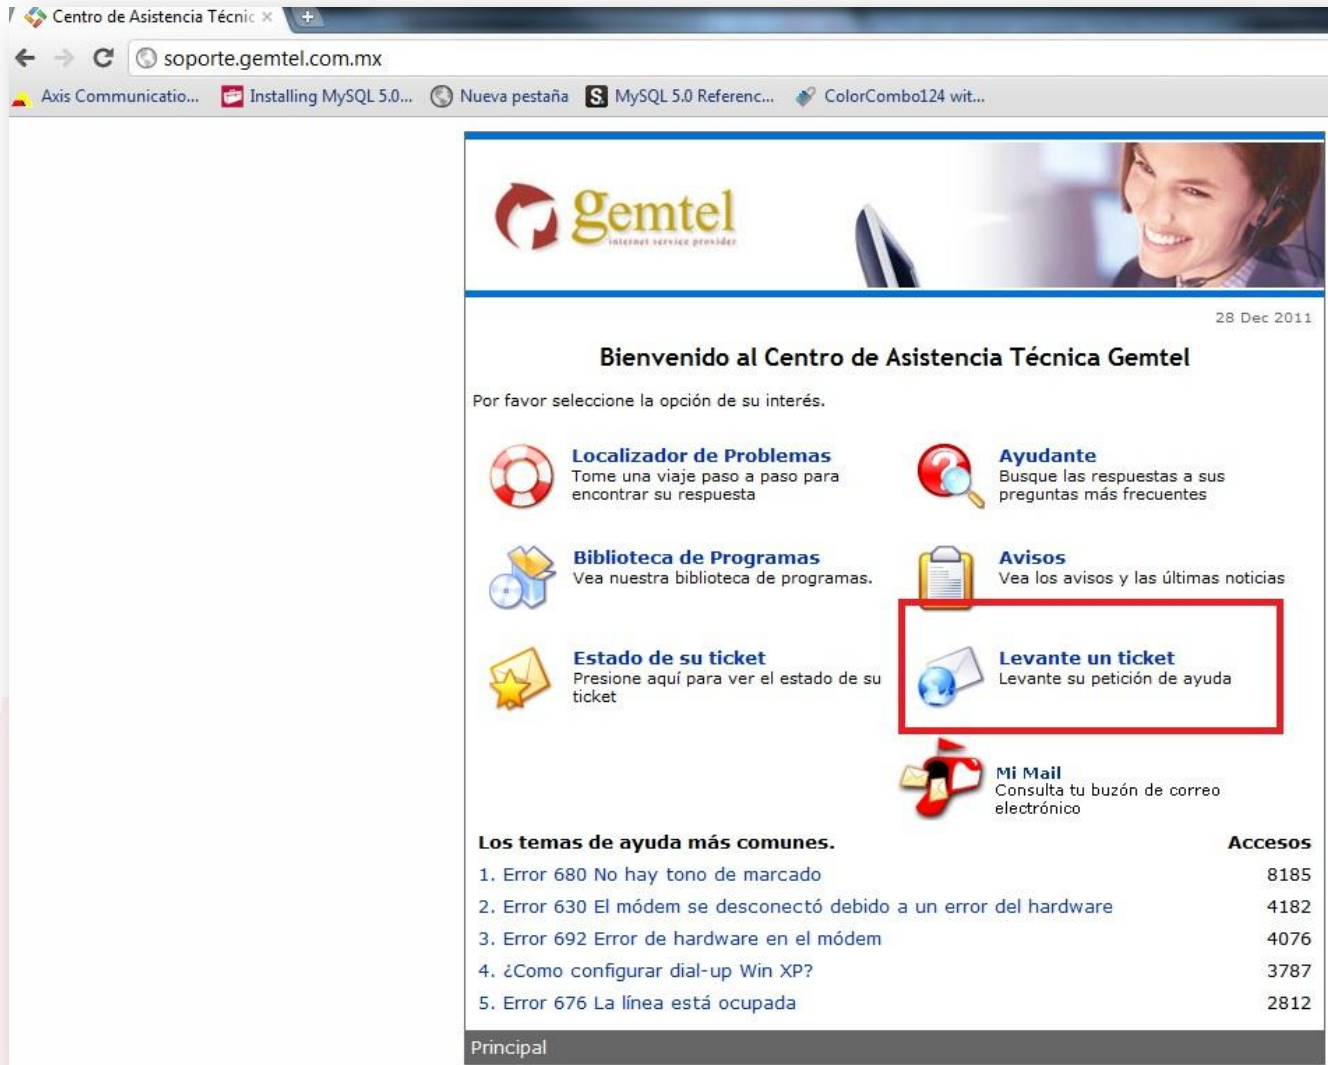 Centro de Asistencia Técnic
soporte.gemtel.com.mx
Axis Communicatio... Installing MySQL 5.0... Nueva pestaña S MySQL 5.0 Referenc... ColorCombo124 wit...
gemtel
internet service provider
28 Dec 2011
Bienvenido al Centro de Asistencia Técnica Gemtel
Por favor seleccione la opción de su interés.
Localizador de Problemas
Tome una viaje paso a paso para
encontrar su respuesta
Ayudante
Busque las respuestas a sus
preguntas más frecuentes
Biblioteca de Programas
Vea nuestra biblioteca de programas.
Avisos
Vea los avisos y las últimas noticias
Estado de su ticket
Presione aquí para ver el estado de su
ticket
Levante un ticket
Levante su petición de ayuda
Mi Mail
Consulta tu buzón de correo
electrónico
Los temas de ayuda más comunes. Accesos
1. Error 680 No hay tono de marcado 8185
2. Error 630 El módem se desconectó debido a un error del hardware 4182
3. Error 692 Error de hardware en el módem 4076
4. ¿Como configurar dial-up Win XP? 3787
5. Error 676 La línea está ocupada 2812
Principal